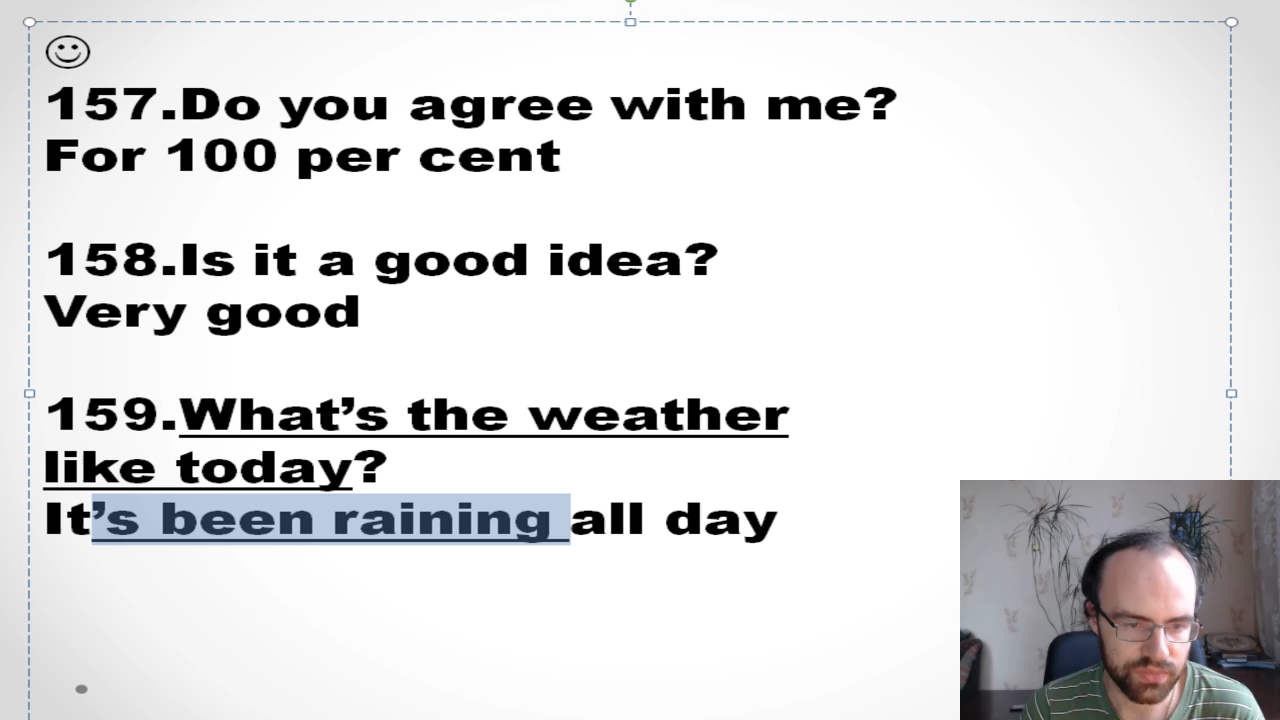 157.Do you agree with me?
For 100 per cent
158.Is it a good idea?
Very good
159.What’s the weather
like today?
It’s been raining all day